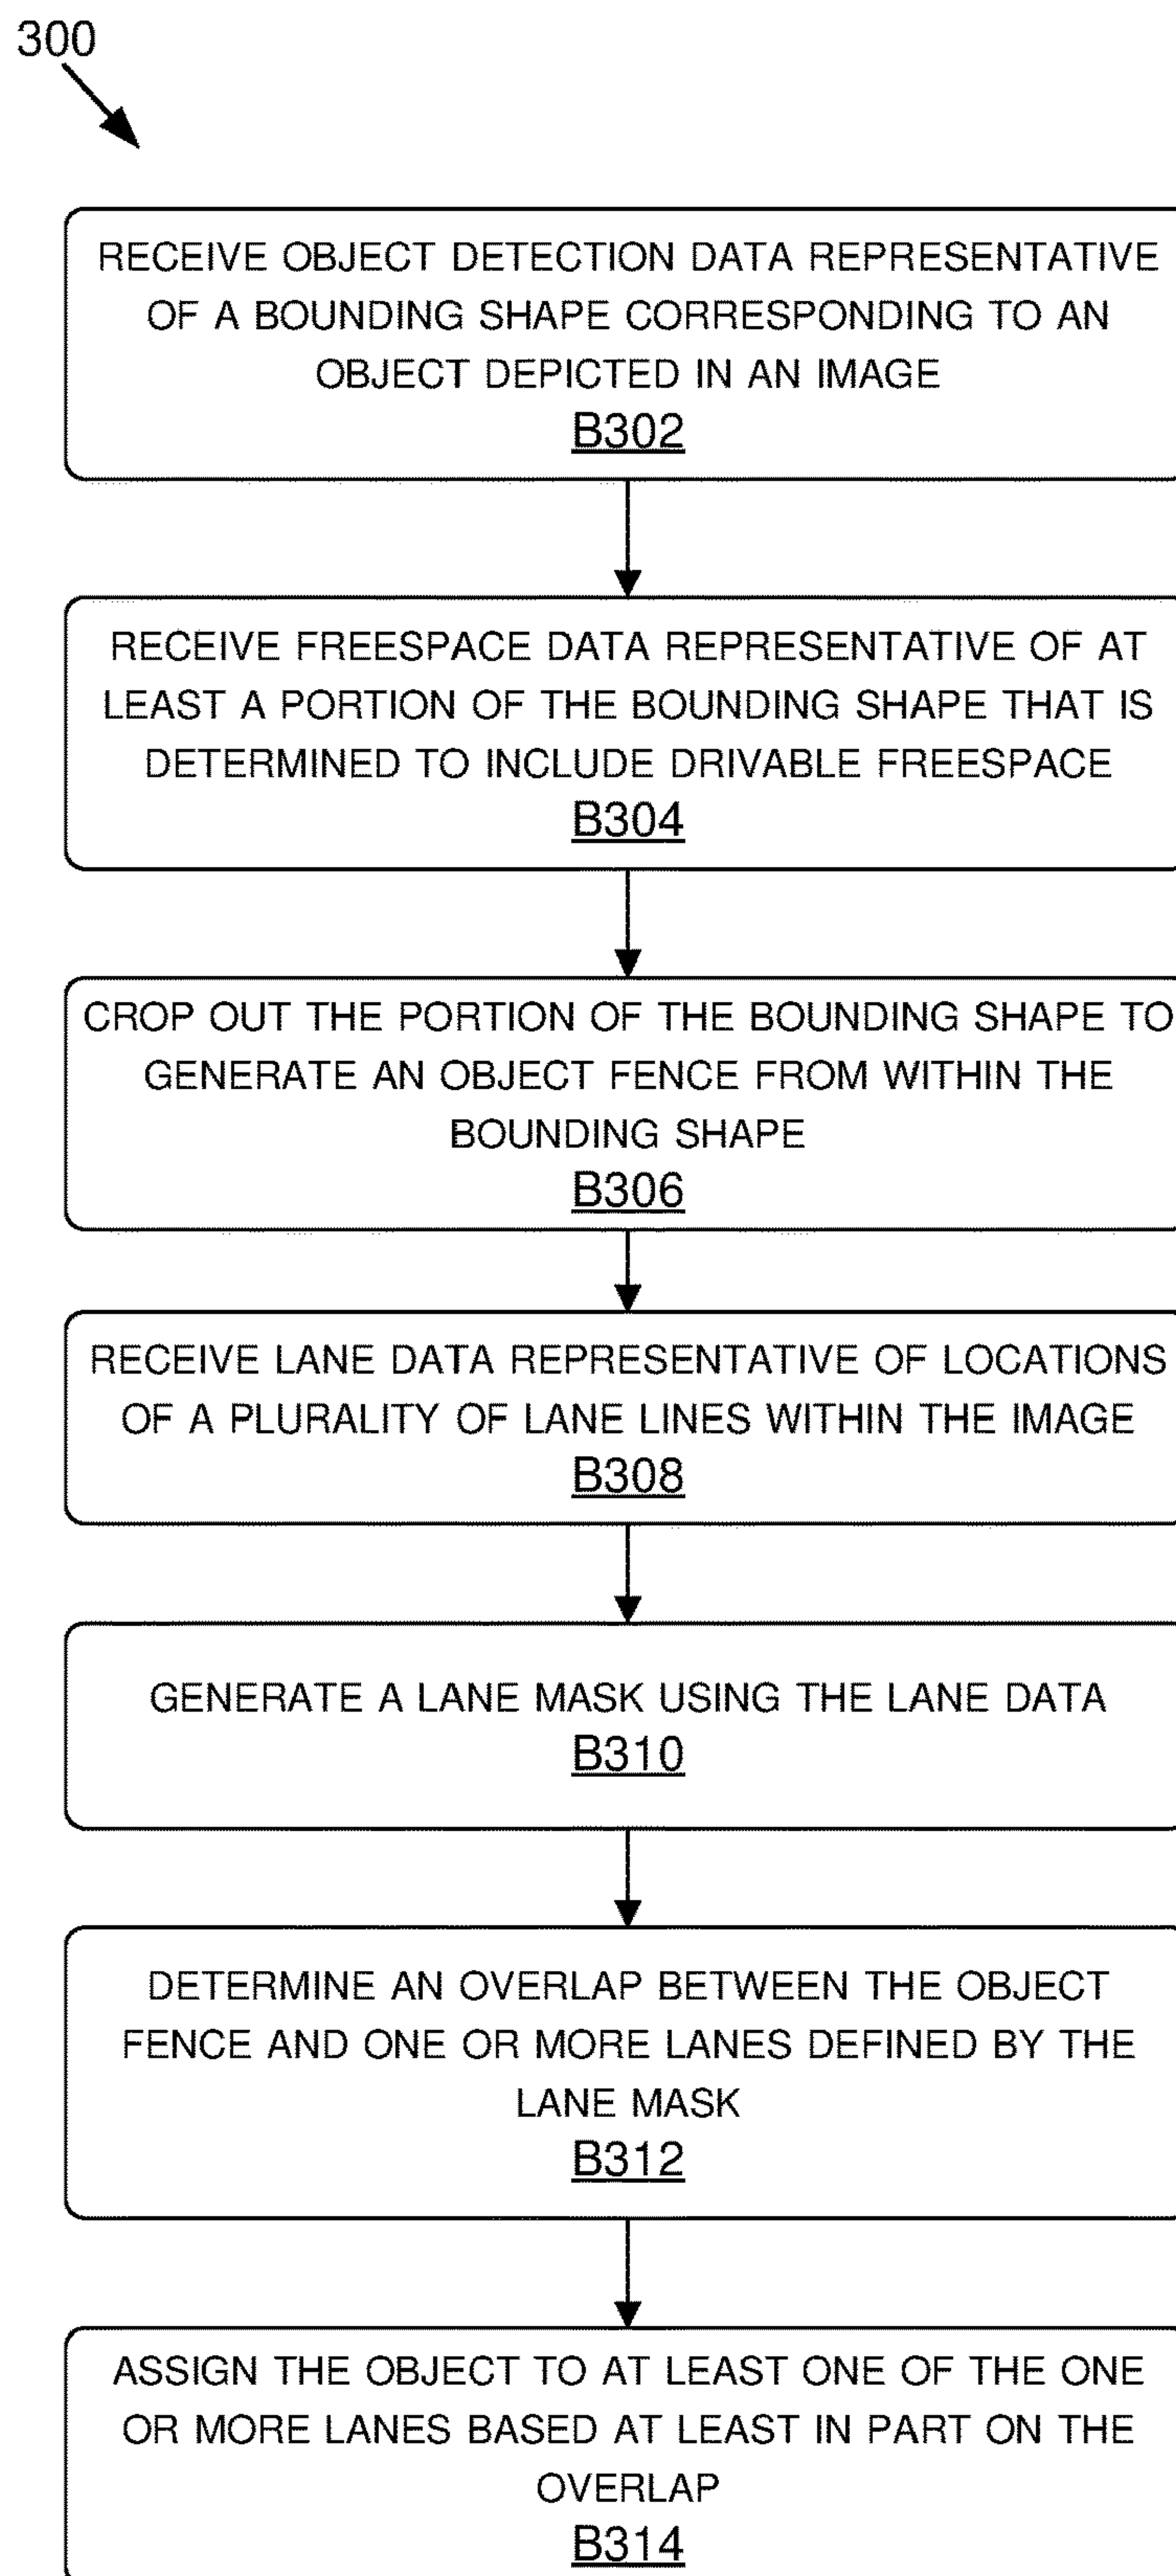 300
RECEIVE OBJECT DETECTION DATA REPRESENTATIVE
OF A BOUNDING SHAPE CORRESPONDING TO AN
OBJECT DEPICTED IN AN IMAGE
B302
RECEIVE FREESPACE DATA REPRESENTATIVE OF AT
LEAST A PORTION OF THE BOUNDING SHAPE THAT IS
DETERMINED TO INCLUDE DRIVABLE FREESPACE
B304
CROP OUT THE PORTION OF THE BOUNDING SHAPE TO
GENERATE AN OBJECT FENCE FROM WITHIN THE
BOUNDING SHAPE
B306
RECEIVE LANE DATA REPRESENTATIVE OF LOCATIONS
OF A PLURALITY OF LANE LINES WITHIN THE IMAGE
B308
GENERATE A LANE MASK USING THE LANE DATA
B310
DETERMINE AN OVERLAP BETWEEN THE OBJECT
FENCE AND ONE OR MORE LANES DEFINED BY THE
LANE MASK
B312
ASSIGN THE OBJECT TO AT LEAST ONE OF THE ONE
OR MORE LANES BASED AT LEAST IN PART ON THE
OVERLAP
B314